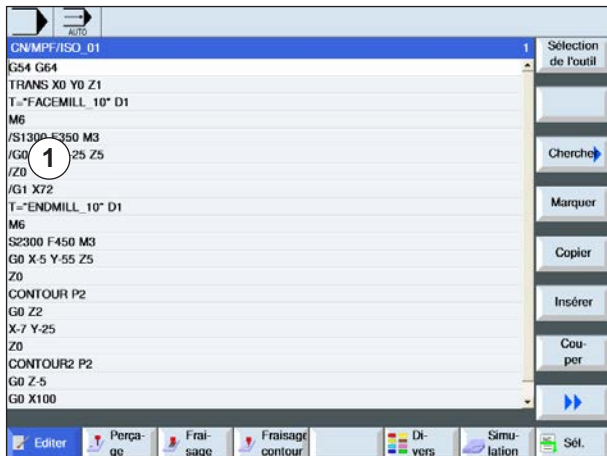 AUTO
CN/MPF/ISO_01 1
G54 G64
TRANS X0 Y0 Z1
T="FACEMILL_10" D1
M6
/S1300 F350 M3
/G0 -25 Z5
/Z0
/G1 X72
T="ENDMILL_10" D1
M6
S2300 F450 M3
G0 X-5 Y-55 Z5
Z0
CONTOUR P2
G0 Z2
X-7 Y-25
Z0
CONTOUR2 P2
G0 Z-5
G0 X100
1
Sélection
de l'outil
Cherche
Marquer
Copier
Insérer
Cou-
per
Editer
Perça-
ge
Frai-
sage
Fraisage
contour
Di-
vers
Simu-
lation
Sél.